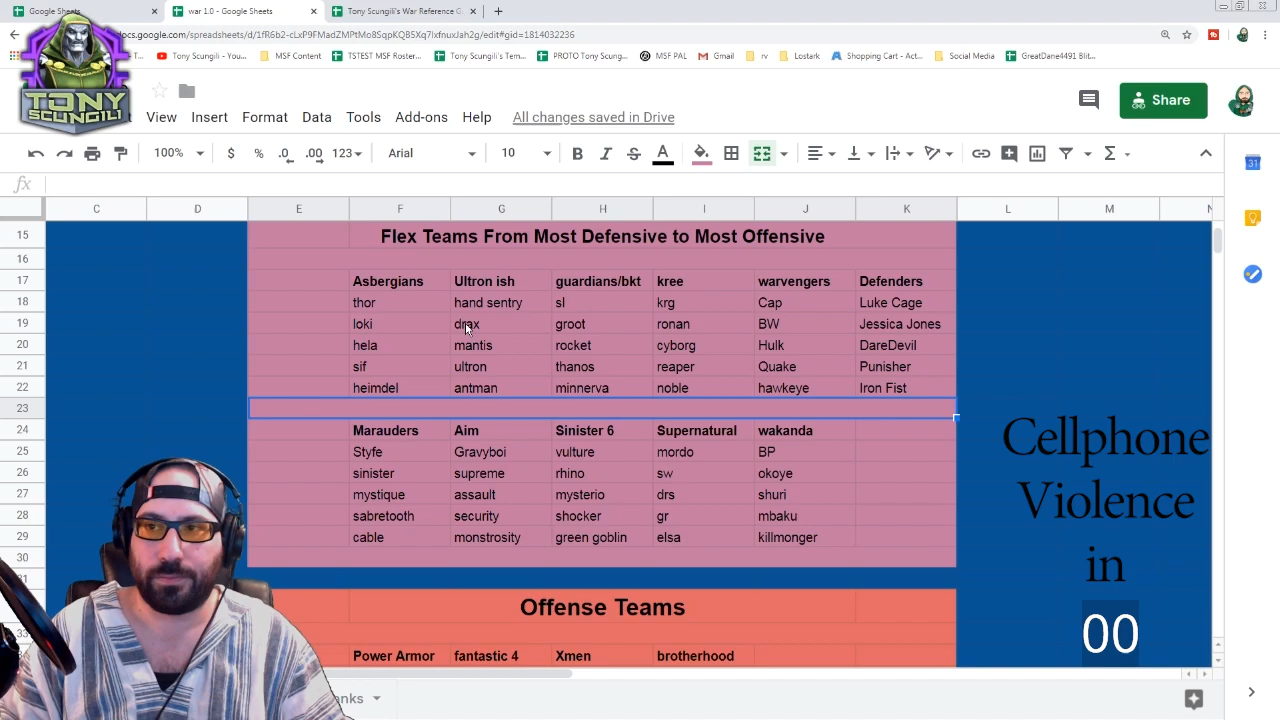 Google Sheets × war 1.0 - Google Sheets × Tony Scungili's War Reference G × +
docs.google.com/spreadsheets/d/1fR6b2-cLxP9FMadZMPtMo8SqpKQB5Xq7lxfnuxJah2g/edit#gid=1814032236
T... Tony Scungili - You... MSF Content TSTEST MSF Roster... Tony Scungili's Tem... PROTO Tony Scung... MSF PAL Gmail rv Lostark Shopping Cart - Act... Social Media GreatDane4491 Blit...
TONY
SCUNGILI
View Insert Format Data Tools Add-ons Help All changes saved in Drive
Share
100% $ % .0 .00 123 Arial 10 B I S A Σ
31
fx
C D E F G H I J K L M N
15 Flex Teams From Most Defensive to Most Offensive
16
17 Asbergians Ultron ish guardians/bkt kree warvengers Defenders
18 thor hand sentry sl krg Cap Luke Cage
19 loki drax groot ronan BW Jessica Jones
20 hela mantis rocket cyborg Hulk DareDevil
21 sif ultron thanos reaper Quake Punisher
22 heimdel antman minnerva noble hawkeye Iron Fist
23
24 Marauders Aim Sinister 6 Supernatural wakanda
25 Styfe Gravyboi vulture mordo BP
26 sinister supreme rhino sw okoye
27 mystique assault mysterio drs shuri
28 sabretooth security shocker gr mbaku
29 cable monstrosity green goblin elsa killmonger
30
31
Offense Teams
33
Power Armor fantastic 4 Xmen brotherhood
Cellphone
Violence
in
00